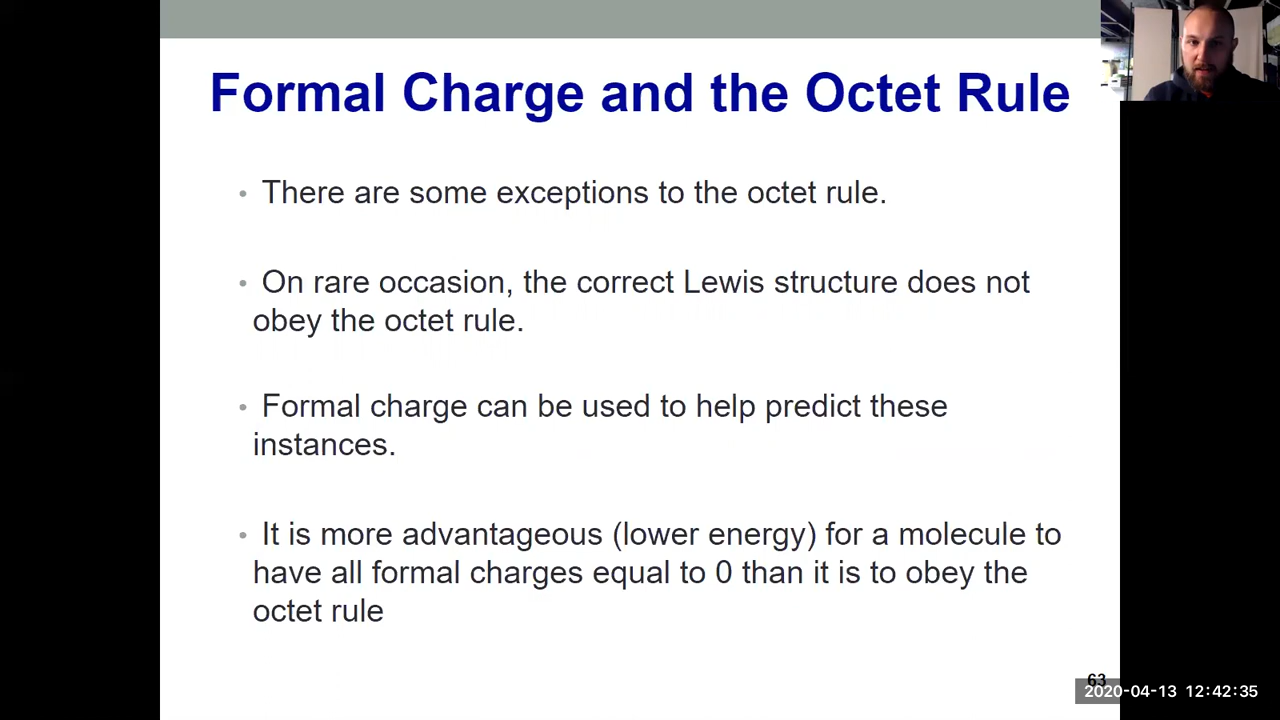 Formal Charge and the Octet Rule
• There are some exceptions to the octet rule.
• On rare occasion, the correct Lewis structure does not
obey the octet rule.
• Formal charge can be used to help predict these
instances.
• It is more advantageous (lower energy) for a molecule to
have all formal charges equal to 0 than it is to obey the
octet rule
63
2020-04-13 12:42:35